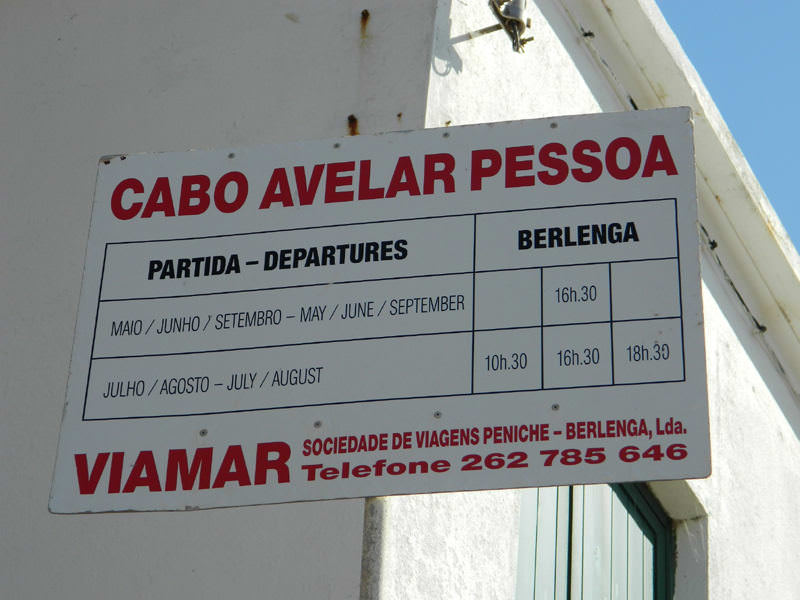 CABO AVELAR PESSOA
PARTIDA – DEPARTURES BERLENGA
MAIO / JUNHO / SETEMBRO – MAY / JUNE / SEPTEMBER 16h.30
JULHO / AGOSTO – JULY / AUGUST 10h.30 16h.30 18h.30
VIAMAR SOCIEDADE DE VIAGENS PENICHE – BERLENGA, Lda.
Telefone 262 785 646